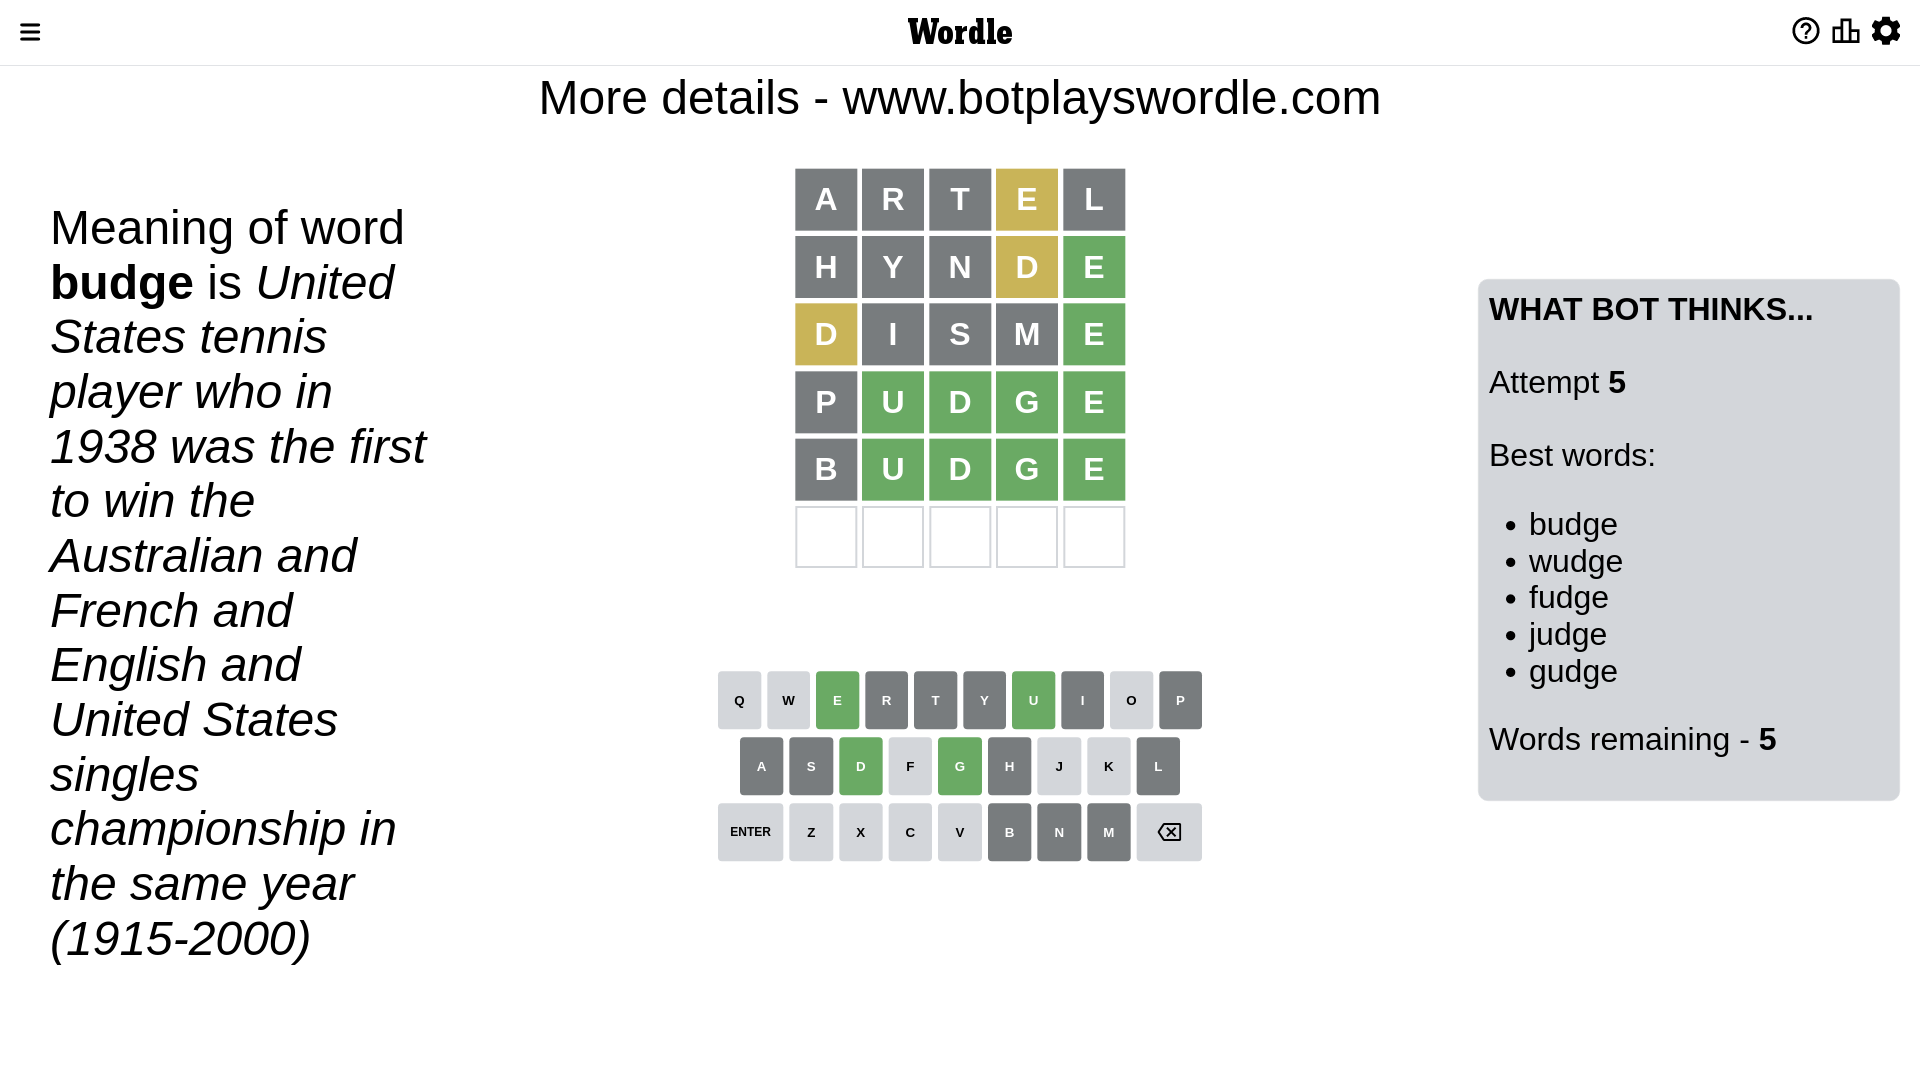 Wordle
More details - www.botplayswordle.com
Meaning of word
budge is United
States tennis
player who in
1938 was the first
to win the
Australian and
French and
English and
United States
singles
championship in
the same year
(1915-2000)
A R T E L
H Y N D E
D I S M E
P U D G E
B U D G E
Q W E R T Y U I O P
A S D F G H J K L
ENTER Z X C V B N M
WHAT BOT THINKS...
Attempt 5
Best words:
• budge
• wudge
• fudge
• judge
• gudge
Words remaining - 5